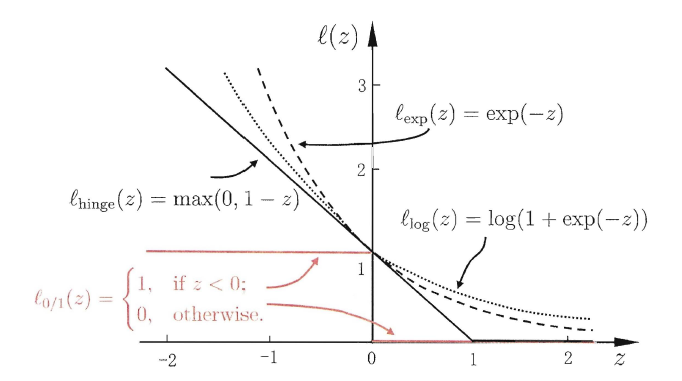 ℓ(z)
3
ℓ_exp(z) = exp(−z)
2
ℓ_hinge(z) = max(0, 1 − z)
ℓ_log(z) = log(1 + exp(−z))
1
ℓ_0/1(z) = { 1, if z < 0;
0, otherwise.
−2 −1 0 1 2 z